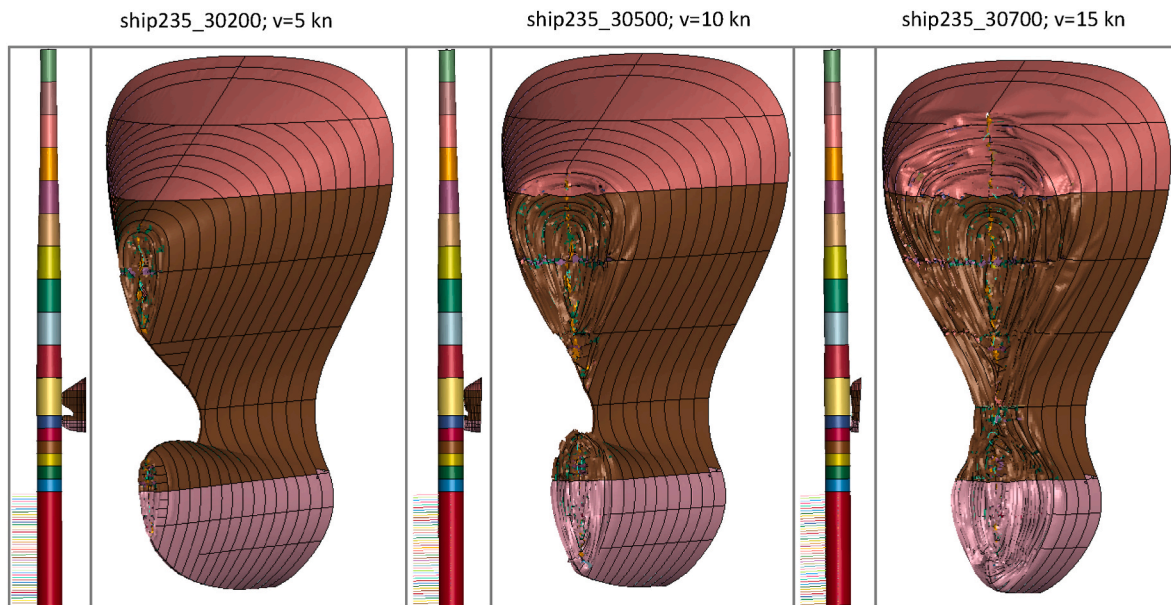 ship235_30200; v=5 kn
ship235_30500; v=10 kn
ship235_30700; v=15 kn